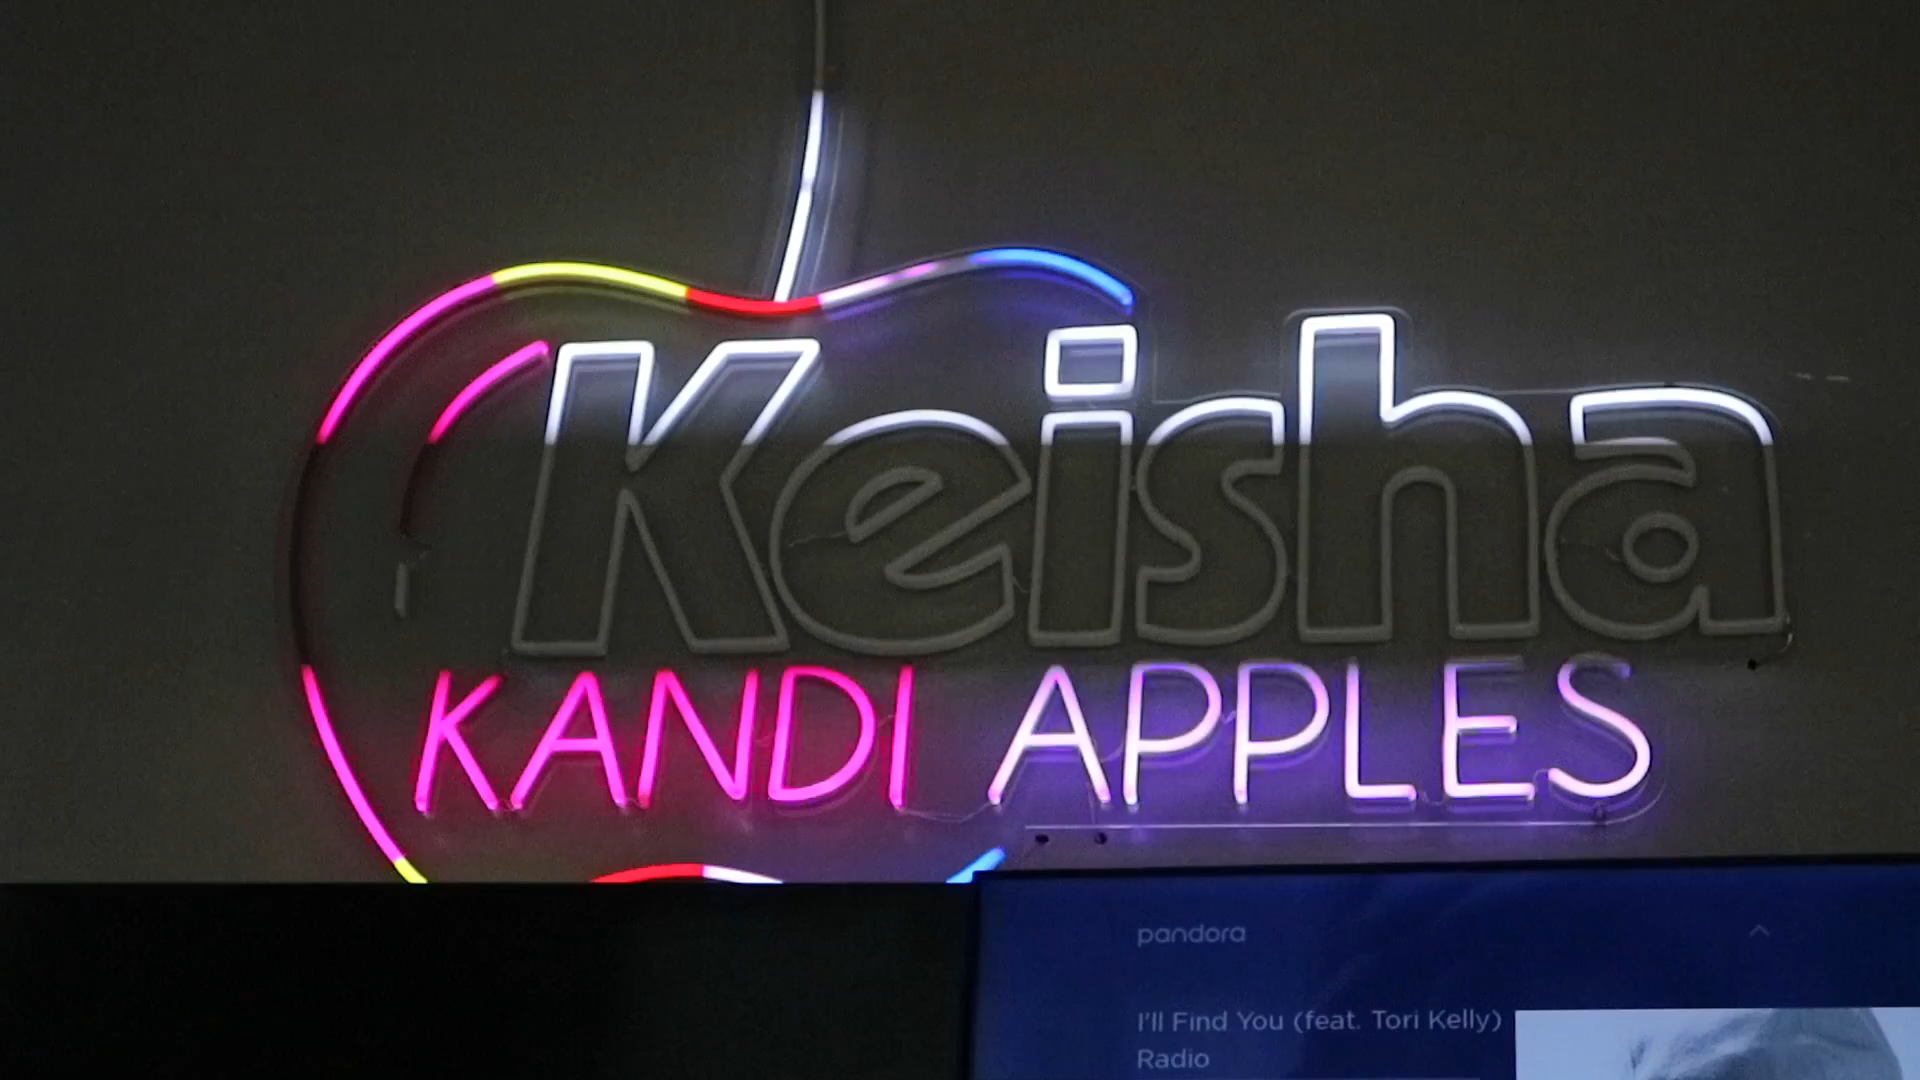 Keisha
KANDI APPLES
pandora
I'll Find You (feat. Tori Kelly)
Radio